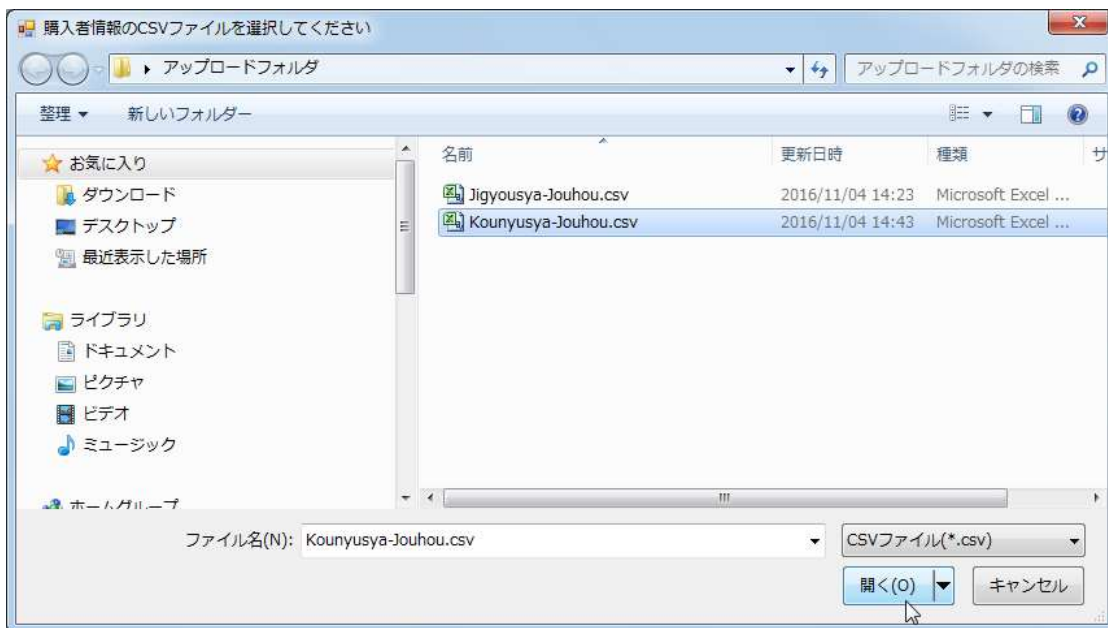 購入者情報のCSVファイルを選択してください
アップロードフォルダ
アップロードフォルダの検索
整理 新しいフォルダー
名前 更新日時 種類 サ
お気に入り
ダウンロード
デスクトップ
最近表示した場所
ライブラリ
ドキュメント
ピクチャ
ビデオ
ミュージック
ホームグループ
Jigyousya-Jouhou.csv 2016/11/04 14:23 Microsoft Excel ...
Kounyusya-Jouhou.csv 2016/11/04 14:43 Microsoft Excel ...
ファイル名(N): Kounyusya-Jouhou.csv CSVファイル(*.csv)
開く(O) キャンセル